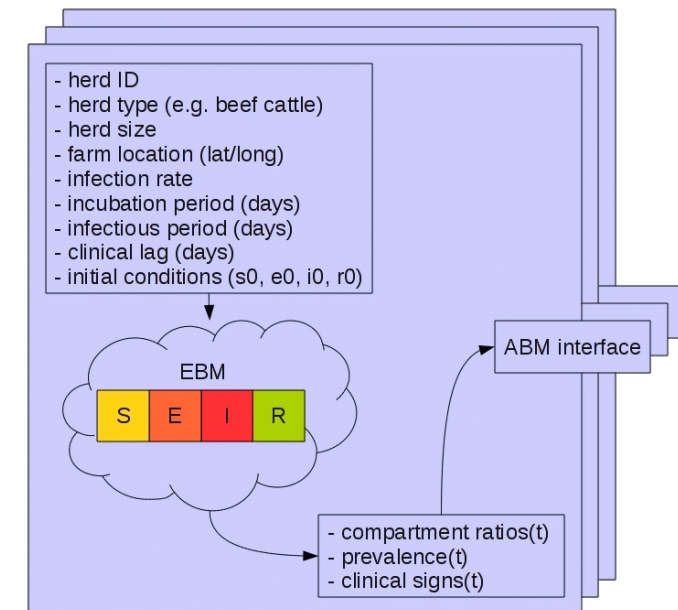 - herd ID
- herd type (e.g. beef cattle)
- herd size
- farm location (lat/long)
- infection rate
- incubation period (days)
- infectious period (days)
- clinical lag (days)
- initial conditions (s0, e0, i0, r0)
EBM
S E I R
ABM interface
- compartment ratios(t)
- prevalence(t)
- clinical signs(t)